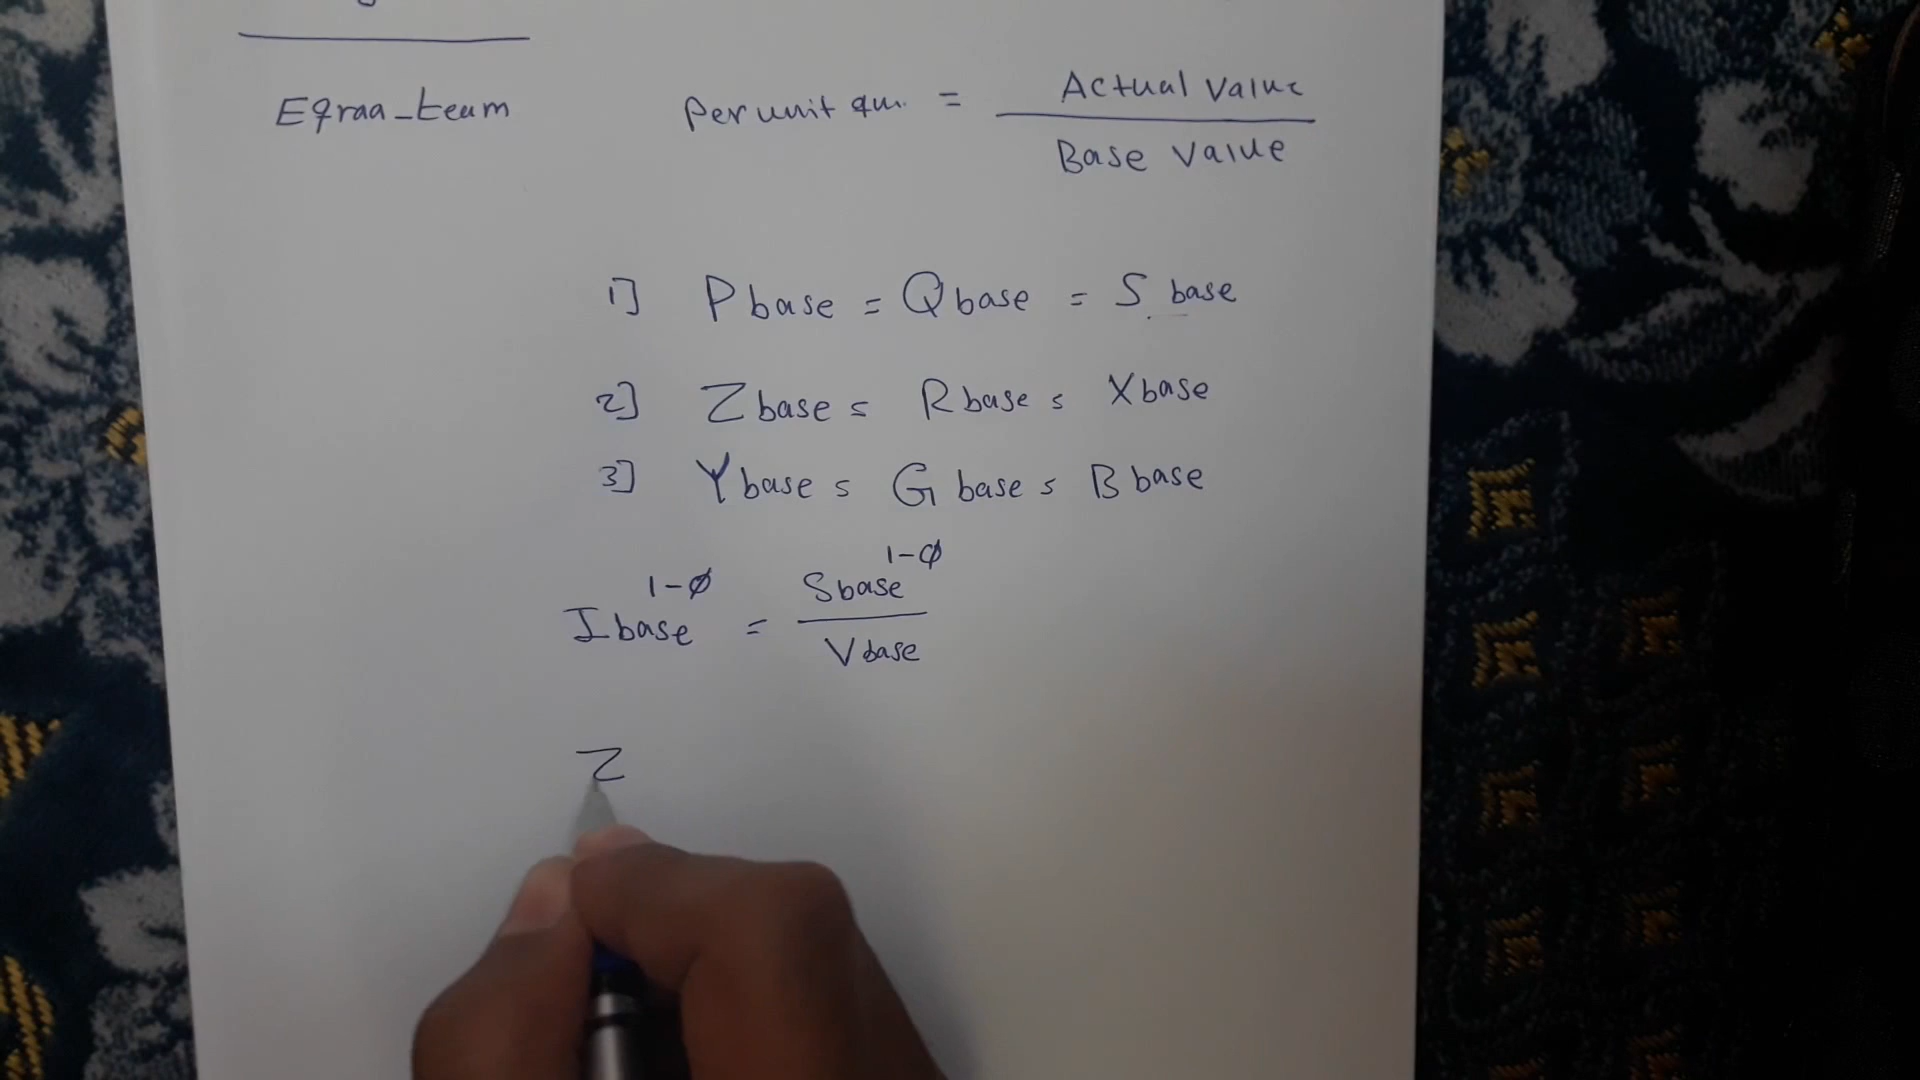 Eqraa_team
Per unit qu. = Actual Value / Base Value
1] Pbase = Qbase = S base
2] Zbase = Rbase = Xbase
3] Ybase = G base = B base
Ibase 1-ϕ = Sbase 1-ϕ / Vbase
Z